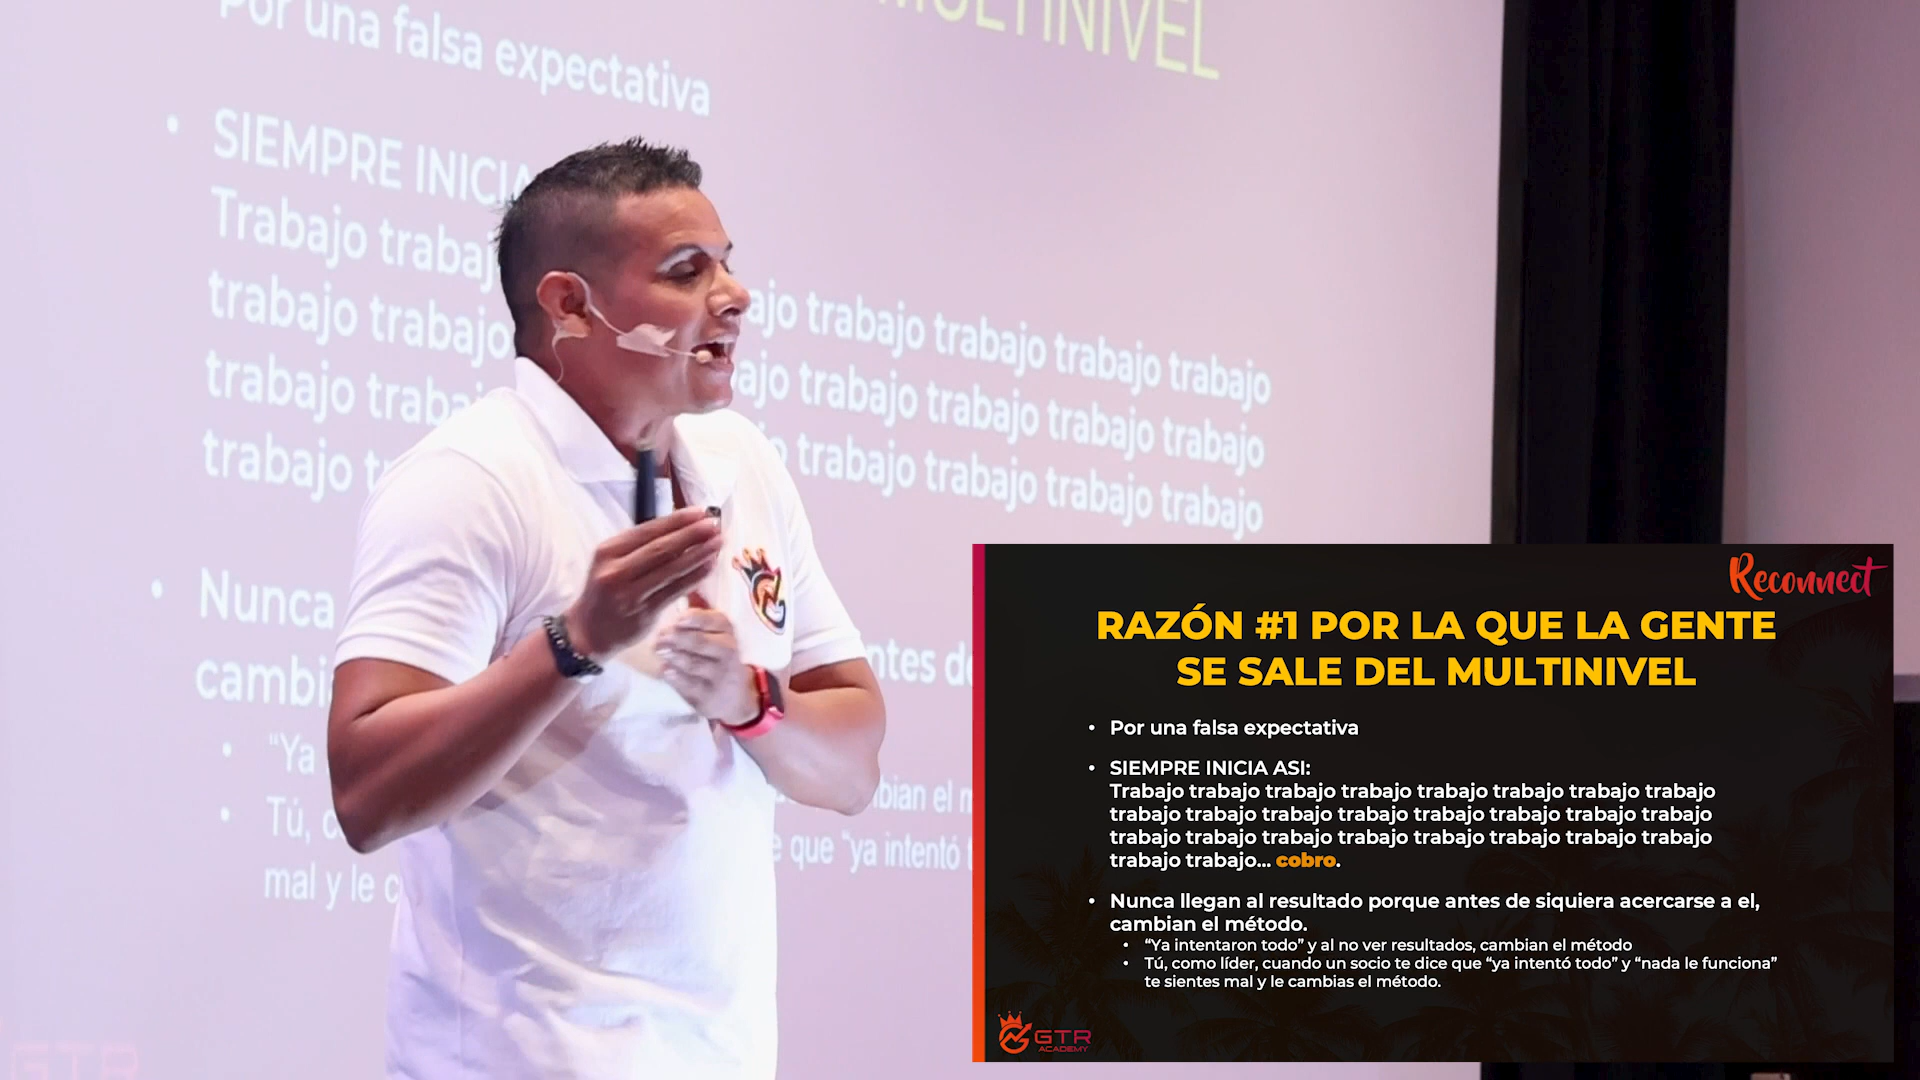 Por una falsa expectativa
MULTINIVEL
SIEMPRE INICIA
Trabajo trabajo
trabajo trabajo trabajo trabajo trabajo
trabajo trabajo trabajo trabajo trabajo
trabajo trabajo trabajo trabajo trabajo
Nunca
cambi
“Ya
Tú, c
que “ya intentó
mal y le c
Reconnect
RAZÓN #1 POR LA QUE LA GENTE
SE SALE DEL MULTINIVEL
• Por una falsa expectativa
• SIEMPRE INICIA ASI:
Trabajo trabajo trabajo trabajo trabajo trabajo trabajo trabajo
trabajo trabajo trabajo trabajo trabajo trabajo trabajo trabajo
trabajo trabajo trabajo trabajo trabajo trabajo trabajo trabajo
trabajo trabajo... cobro.
• Nunca llegan al resultado porque antes de siquiera acercarse a el,
cambian el método.
• “Ya intentaron todo” y al no ver resultados, cambian el método
• Tú, como líder, cuando un socio te dice que “ya intentó todo” y “nada le funciona”
te sientes mal y le cambias el método.
GTR
ACADEMY